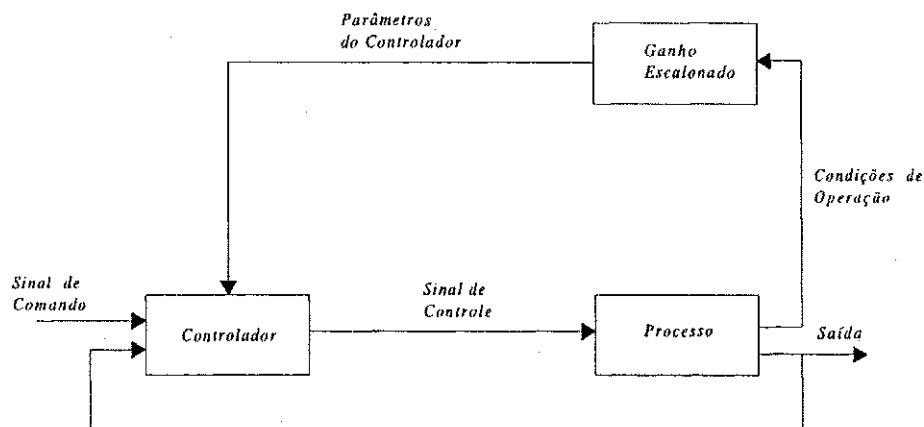 Parâmetros
do Controlador
Ganho
Escalonado
Condições de
Operação
Sinal de
Comando
Controlador
Sinal de
Controle
Processo
Saída